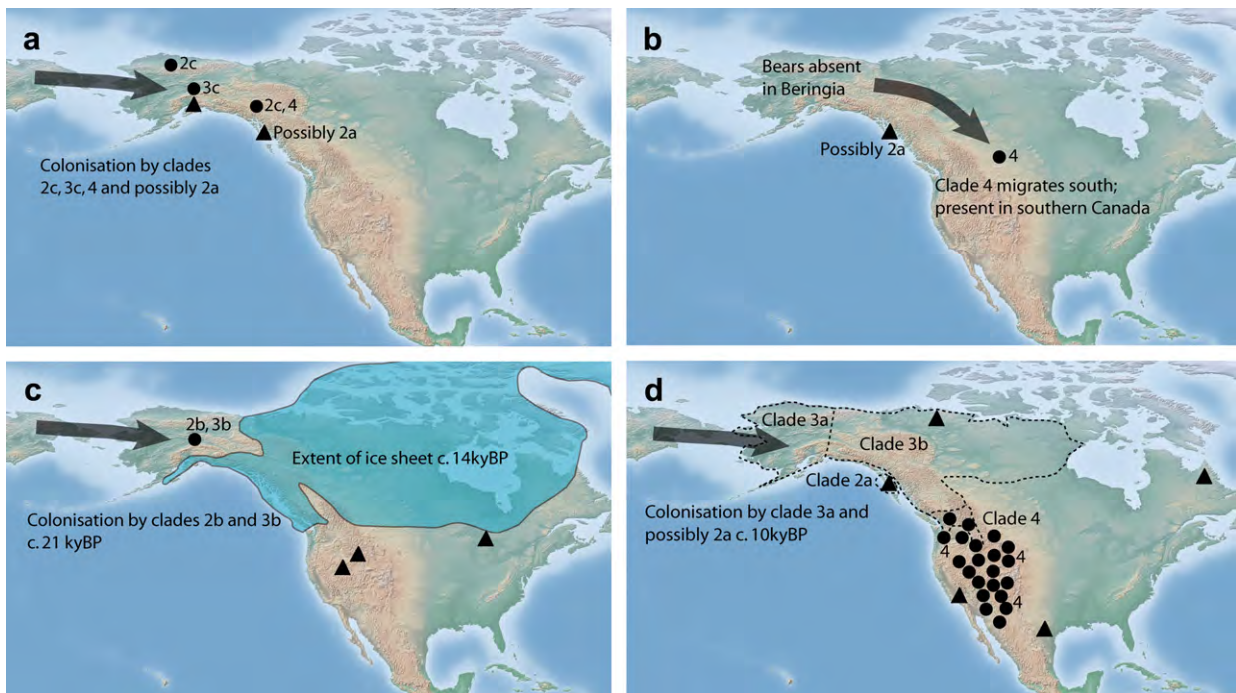 a
2c
3c
2c, 4
Possibly 2a
Colonisation by clades
2c, 3c, 4 and possibly 2a
b
Bears absent
in Beringia
Possibly 2a
4
Clade 4 migrates south;
present in southern Canada
c
2b, 3b
Extent of ice sheet c. 14kyBP
Colonisation by clades 2b and 3b
c. 21 kyBP
d
Clade 3a
Clade 3b
Clade 2a
Colonisation by clade 3a and
possibly 2a c. 10kyBP
Clade 4
4
4
4